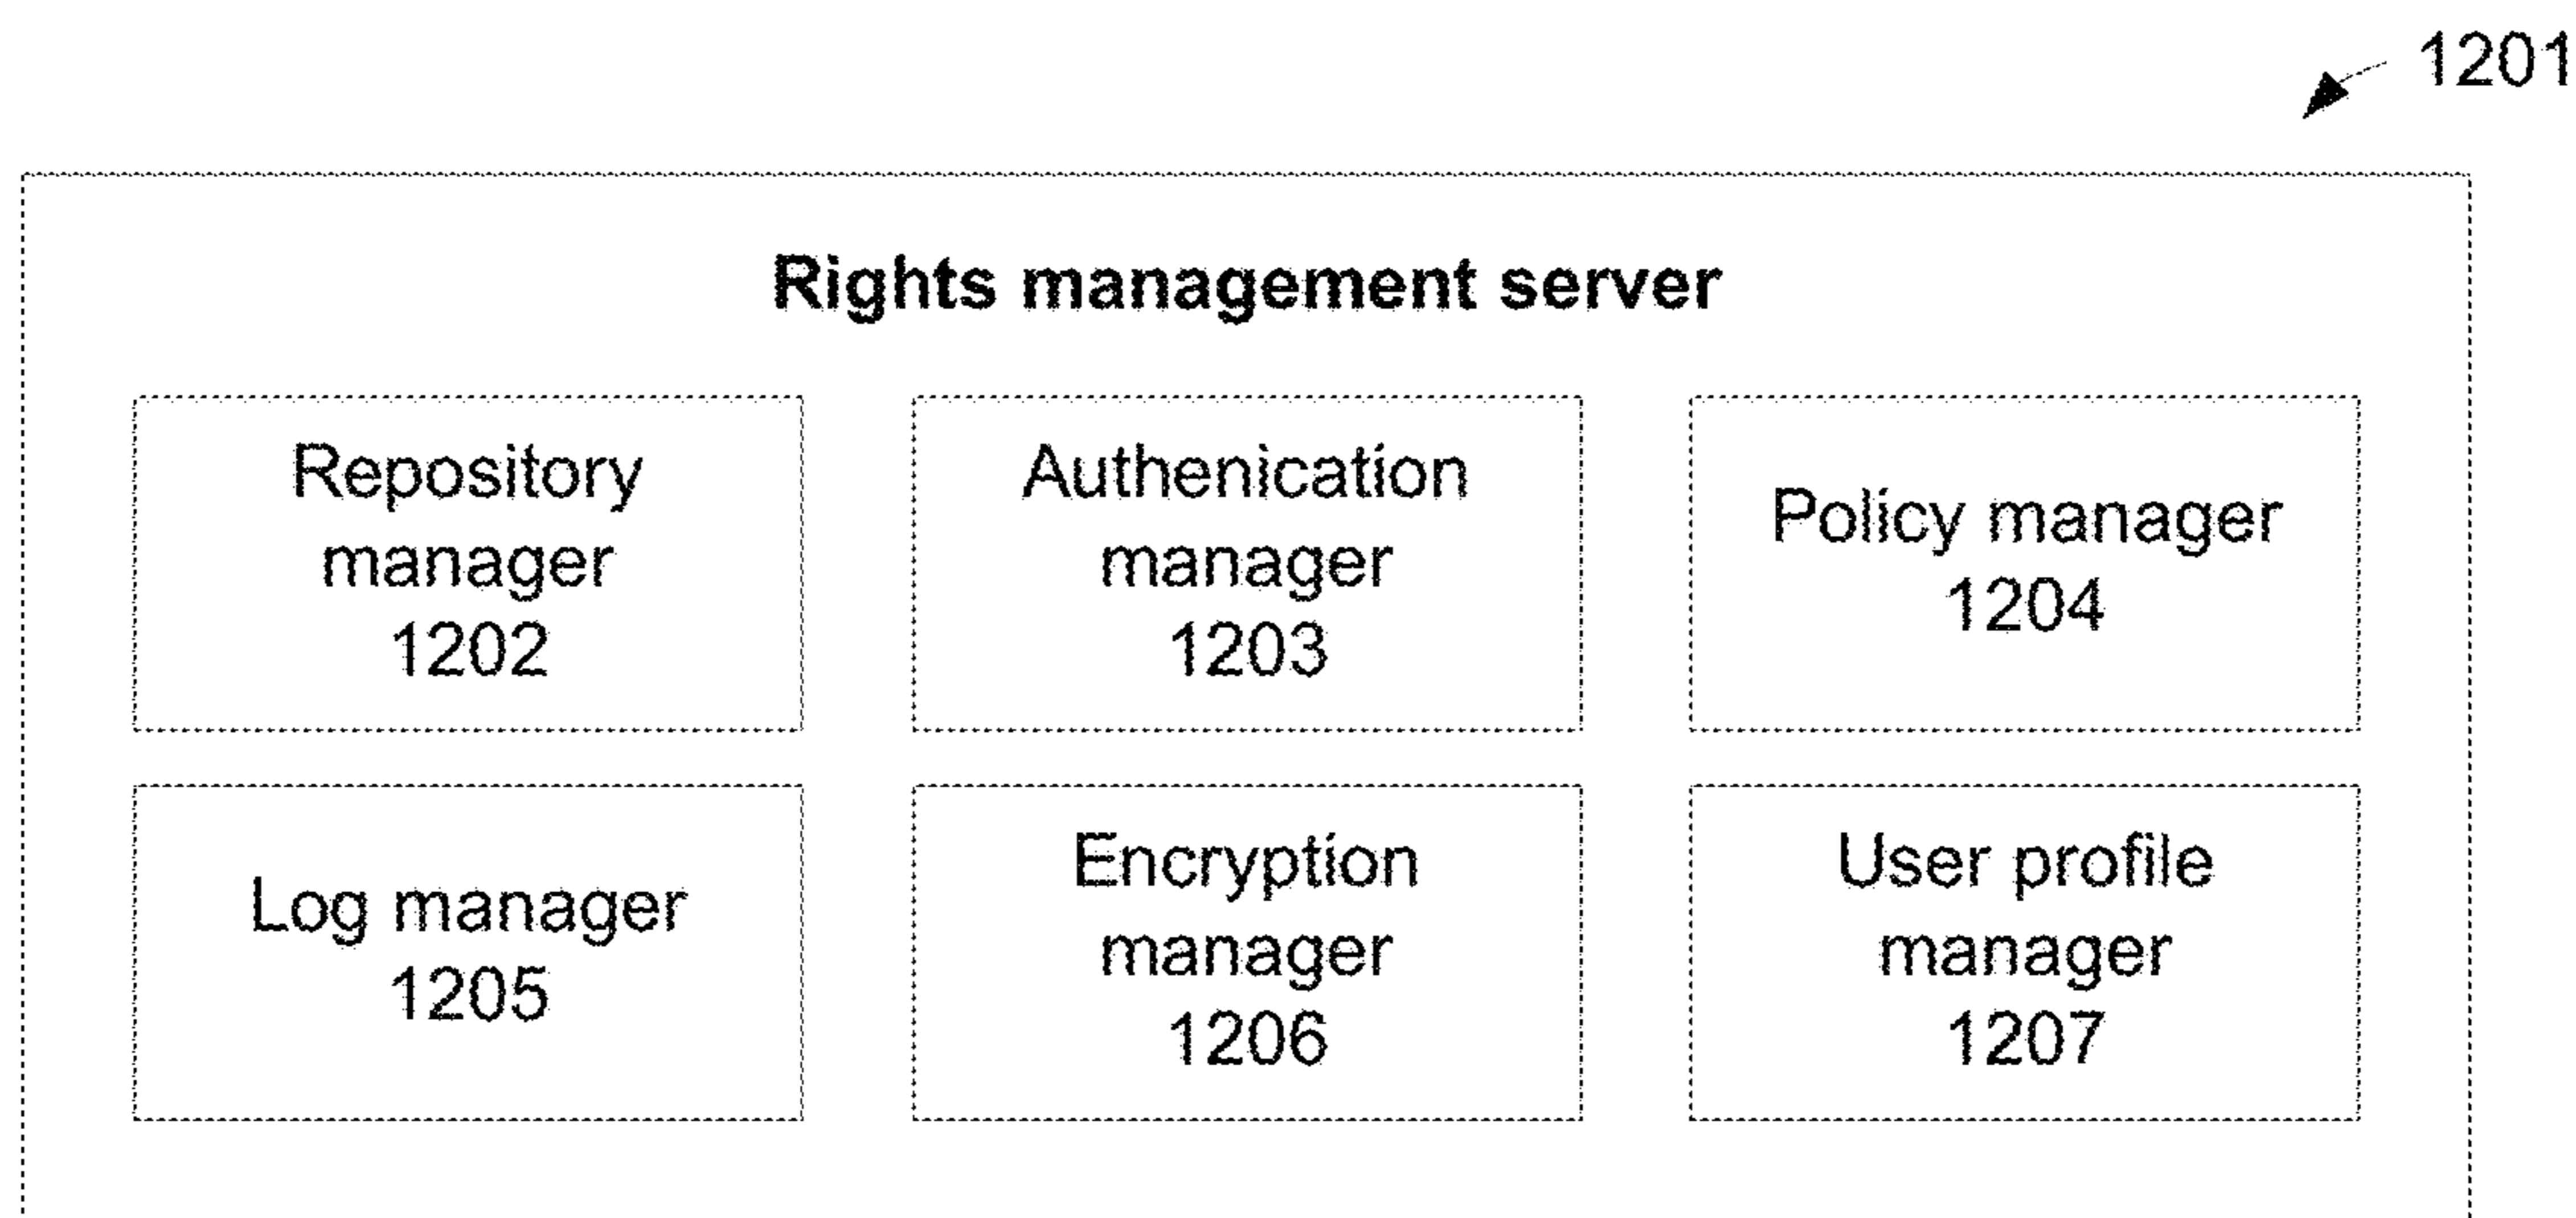 1201
Rights management server
Repository
manager
1202
Authenication
manager
1203
Policy manager
1204
Log manager
1205
Encryption
manager
1206
User profile
manager
1207